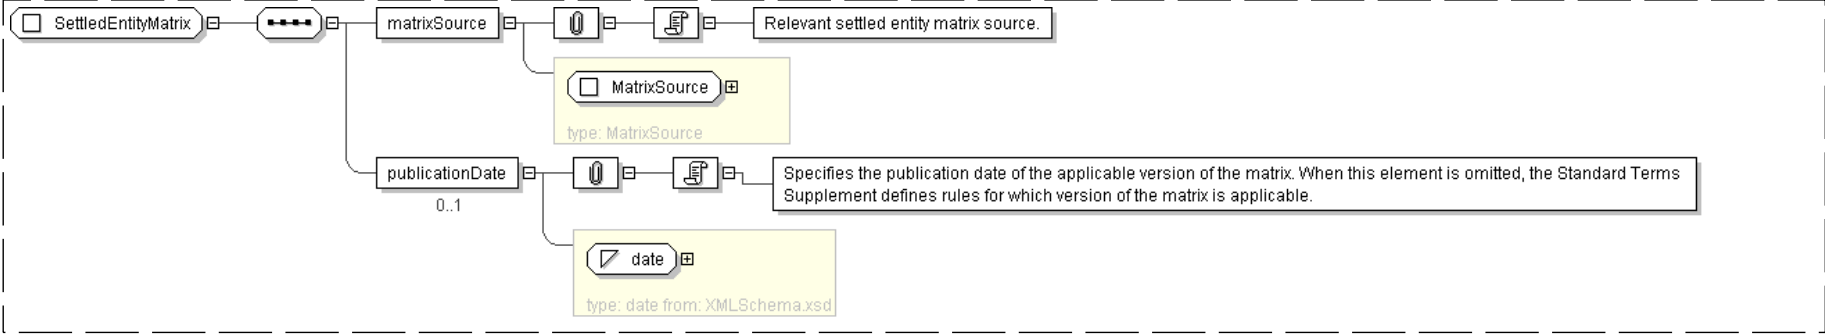 SettledEntityMatrix
matrixSource
Relevant settled entity matrix source.
MatrixSource
type: MatrixSource
publicationDate
0..1
Specifies the publication date of the applicable version of the matrix. When this element is omitted, the Standard Terms
Supplement defines rules for which version of the matrix is applicable.
date
type: date from: XMLSchema.xsd